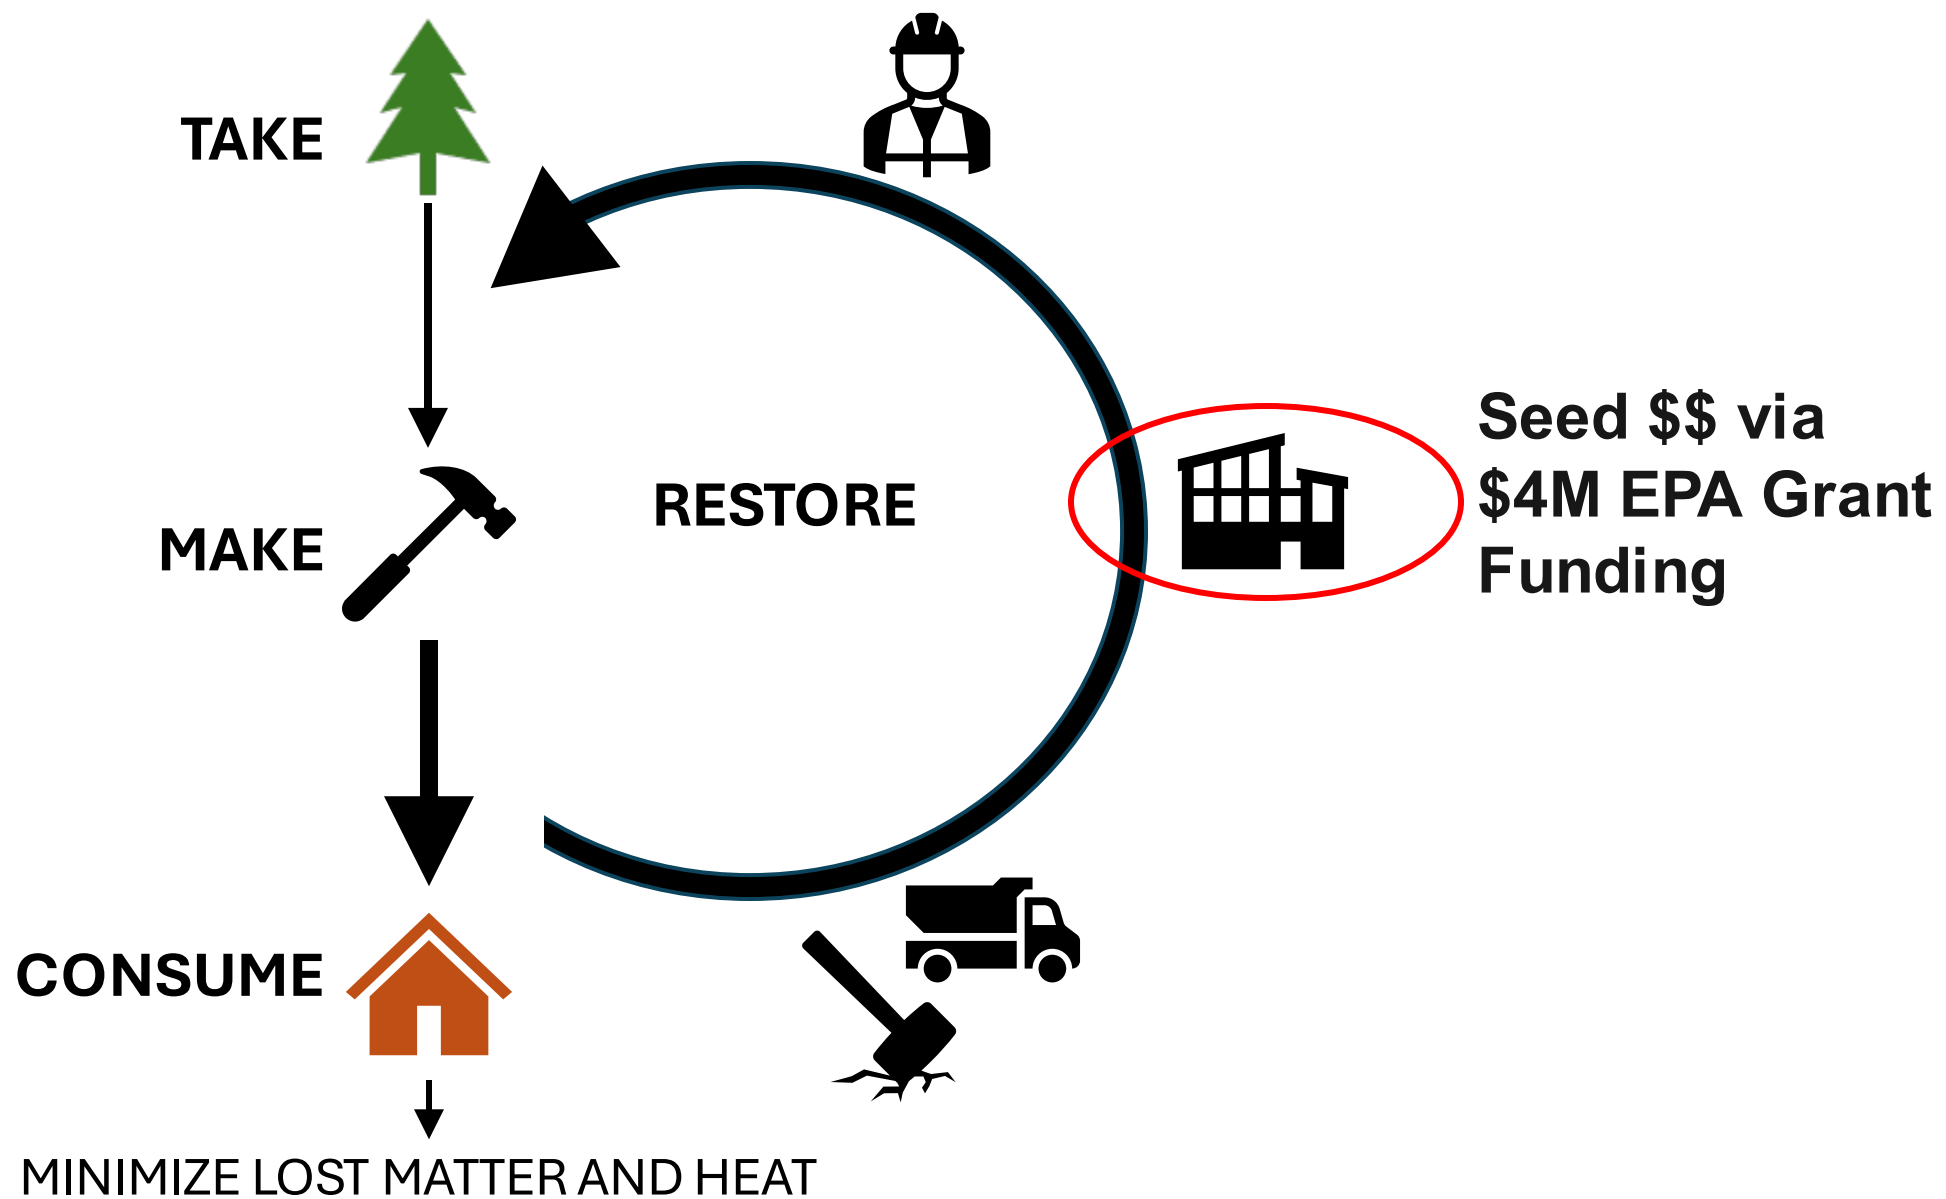 TAKE
MAKE
RESTORE
Seed $$ via
$4M EPA Grant
Funding
CONSUME
MINIMIZE LOST MATTER AND HEAT